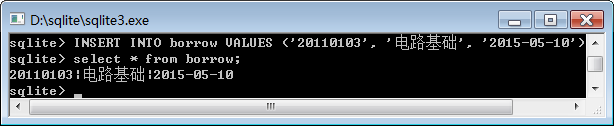 D:\sqlite\sqlite3.exe
sqlite> INSERT INTO borrow VALUES ('20110103', '电路基础', '2015-05-10')
sqlite> select * from borrow;
20110103|电路基础|2015-05-10
sqlite>